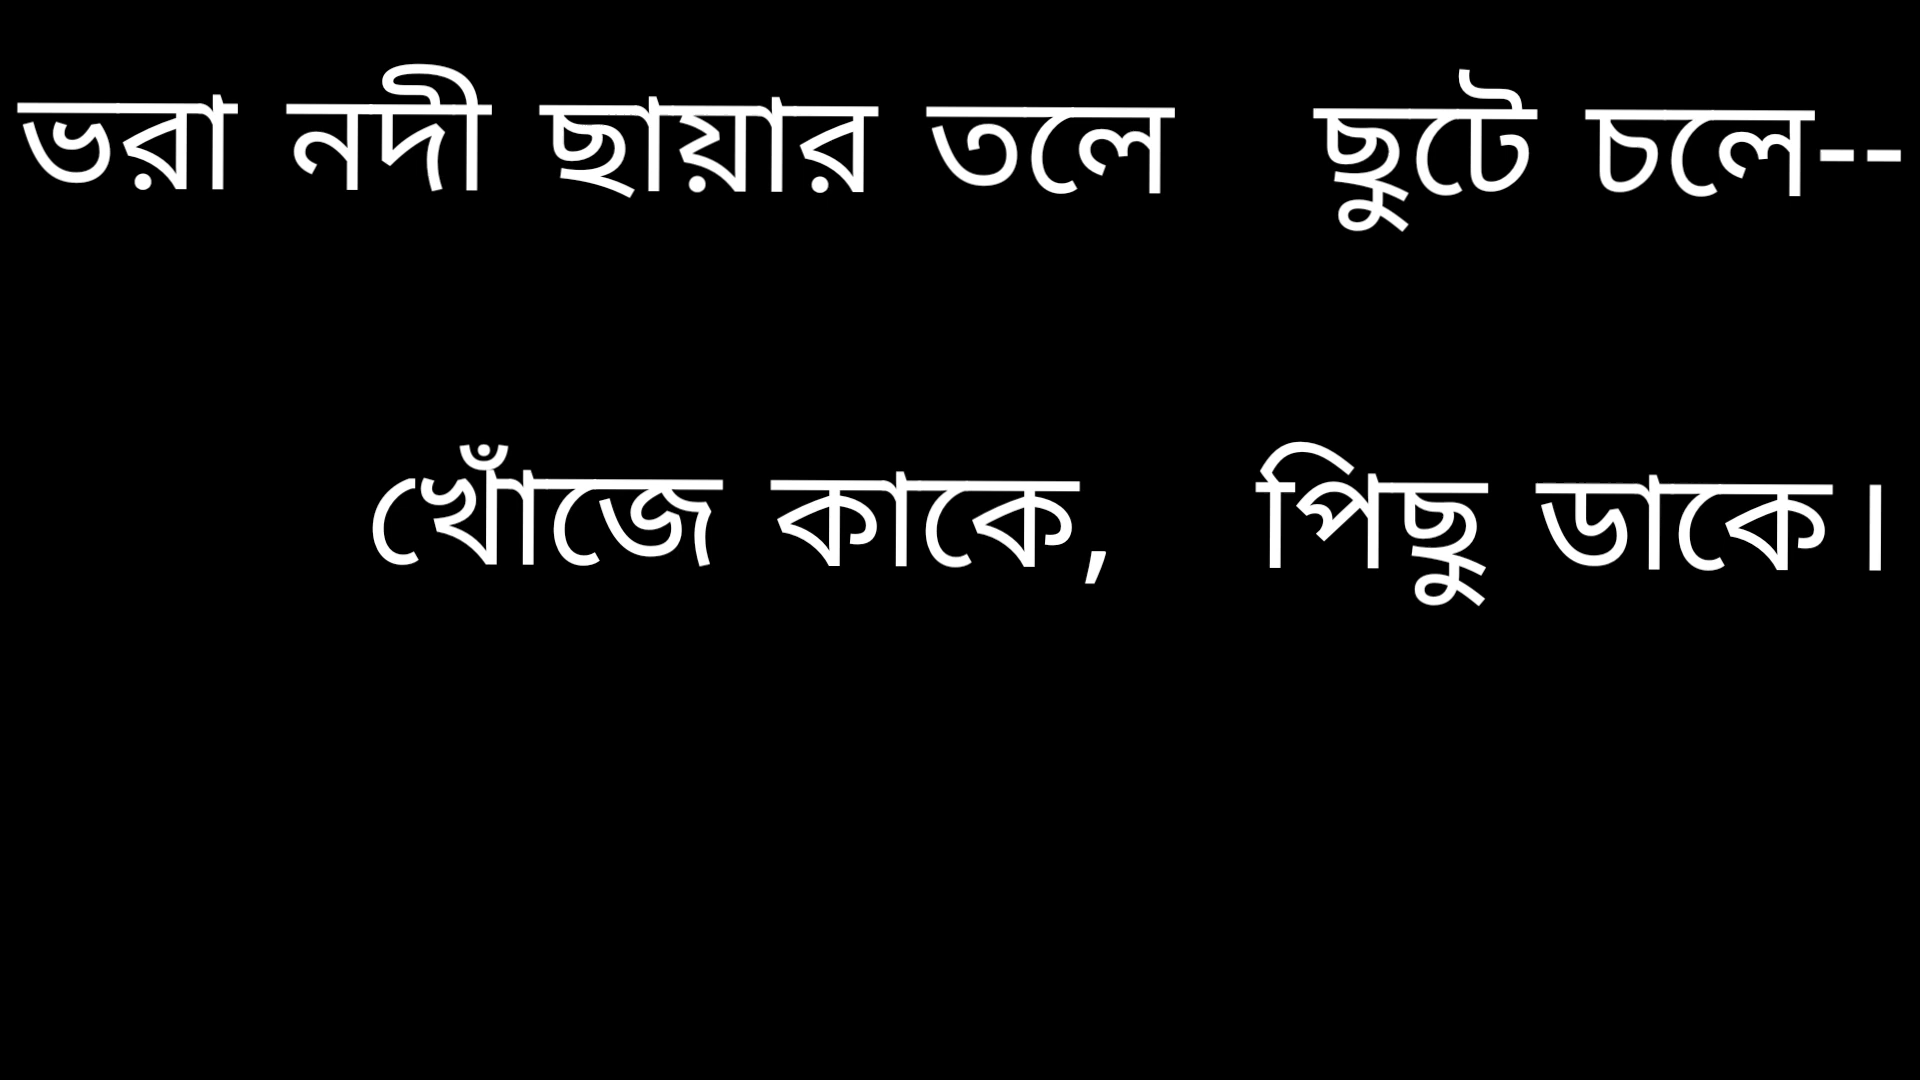 ভরা নদী ছায়ার তলে ছুটে চলে--
খোঁজে কাকে, পিছু ডাকে।